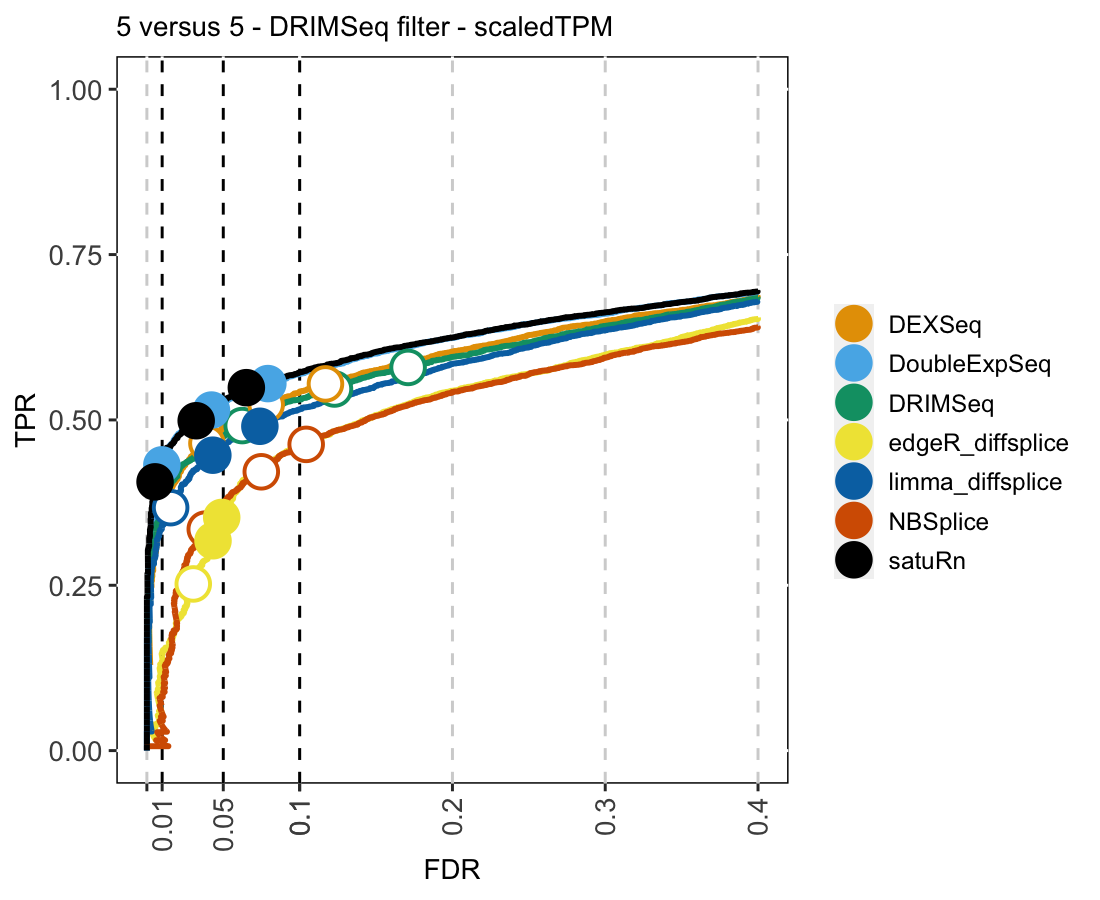 5 versus 5 - DRIMSeq filter - scaledTPM
1.00
0.75
0.50
0.25
0.00
TPR
0.01
0.05
0.1
0.2
0.3
0.4
FDR
DEXSeq
DoubleExpSeq
DRIMSeq
edgeR_diffsplice
limma_diffsplice
NBSplice
satuRn